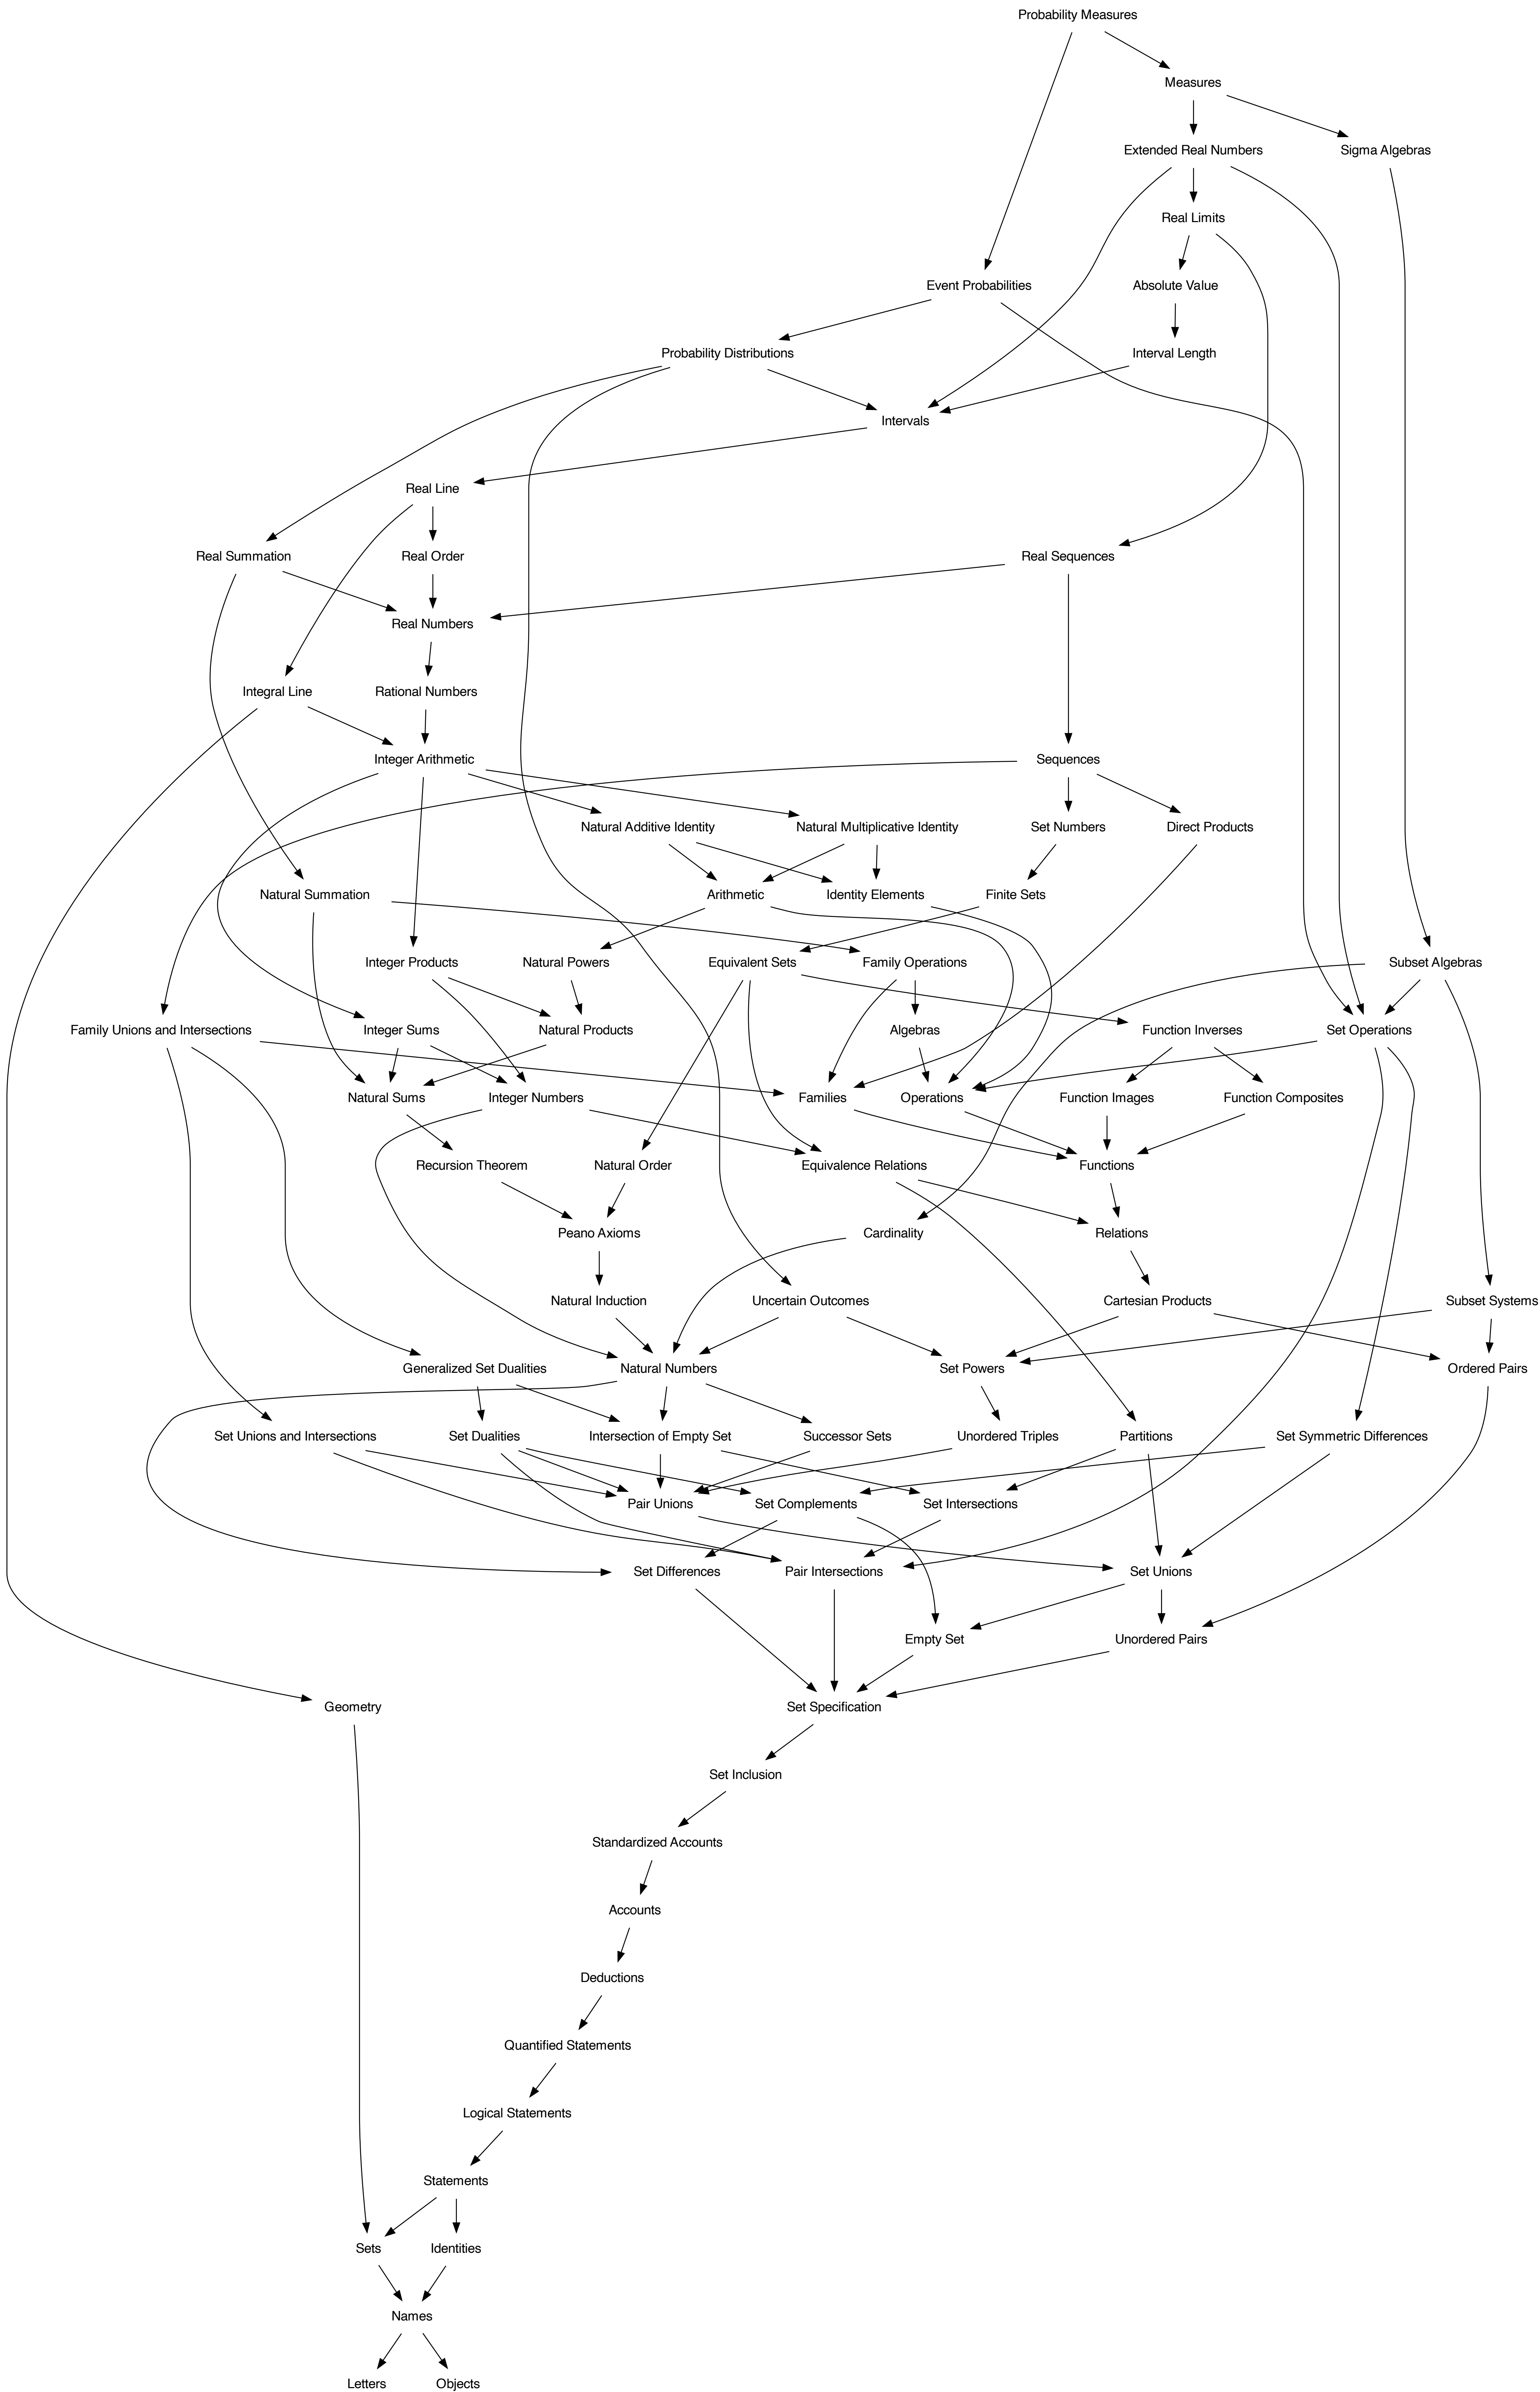 Probability Measures
Measures
Extended Real Numbers
Sigma Algebras
Real Limits
Event Probabilities
Absolute Value
Probability Distributions
Interval Length
Intervals
Real Line
Real Summation
Real Order
Real Sequences
Real Numbers
Integral Line
Rational Numbers
Integer Arithmetic
Sequences
Natural Additive Identity
Natural Multiplicative Identity
Set Numbers
Direct Products
Natural Summation
Arithmetic
Identity Elements
Finite Sets
Integer Products
Natural Powers
Equivalent Sets
Family Operations
Subset Algebras
Family Unions and Intersections
Integer Sums
Natural Products
Algebras
Function Inverses
Set Operations
Natural Sums
Integer Numbers
Families
Operations
Function Images
Function Composites
Recursion Theorem
Natural Order
Equivalence Relations
Functions
Peano Axioms
Cardinality
Relations
Natural Induction
Uncertain Outcomes
Cartesian Products
Subset Systems
Generalized Set Dualities
Natural Numbers
Set Powers
Ordered Pairs
Set Unions and Intersections
Set Dualities
Intersection of Empty Set
Successor Sets
Unordered Triples
Partitions
Set Symmetric Differences
Pair Unions
Set Complements
Set Intersections
Set Differences
Pair Intersections
Set Unions
Empty Set
Unordered Pairs
Geometry
Set Specification
Set Inclusion
Standardized Accounts
Accounts
Deductions
Quantified Statements
Logical Statements
Statements
Sets
Identities
Names
Letters
Objects